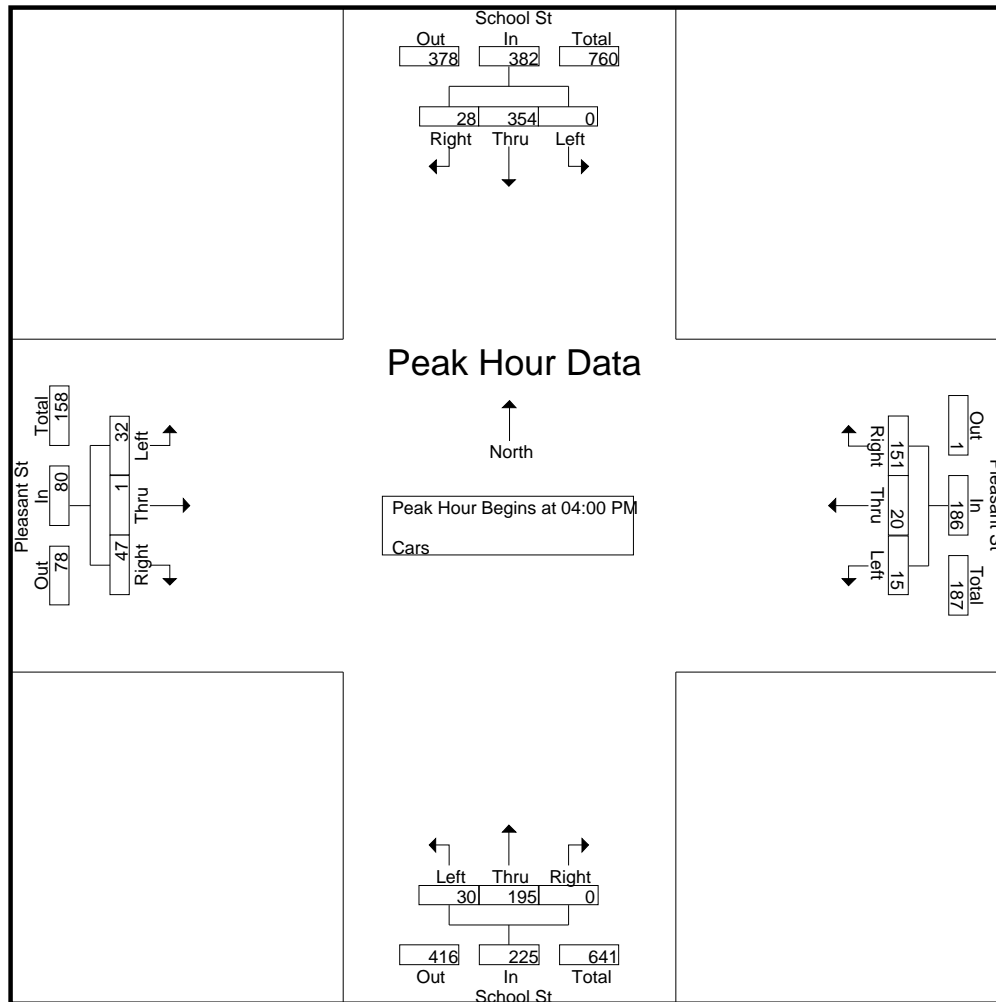 School St
Out In Total
378 382 760
28 354 0
Right Thru Left
Peak Hour Data
North
Peak Hour Begins at 04:00 PM
Cars
Pleasant St
Out In Total
78 80 158
Right Thru Left
47 1 32
Pleasant St
Out In Total
1 186 187
Right Thru Left
151 20 15
Left Thru Right
30 195 0
416 225 641
Out In Total
School St